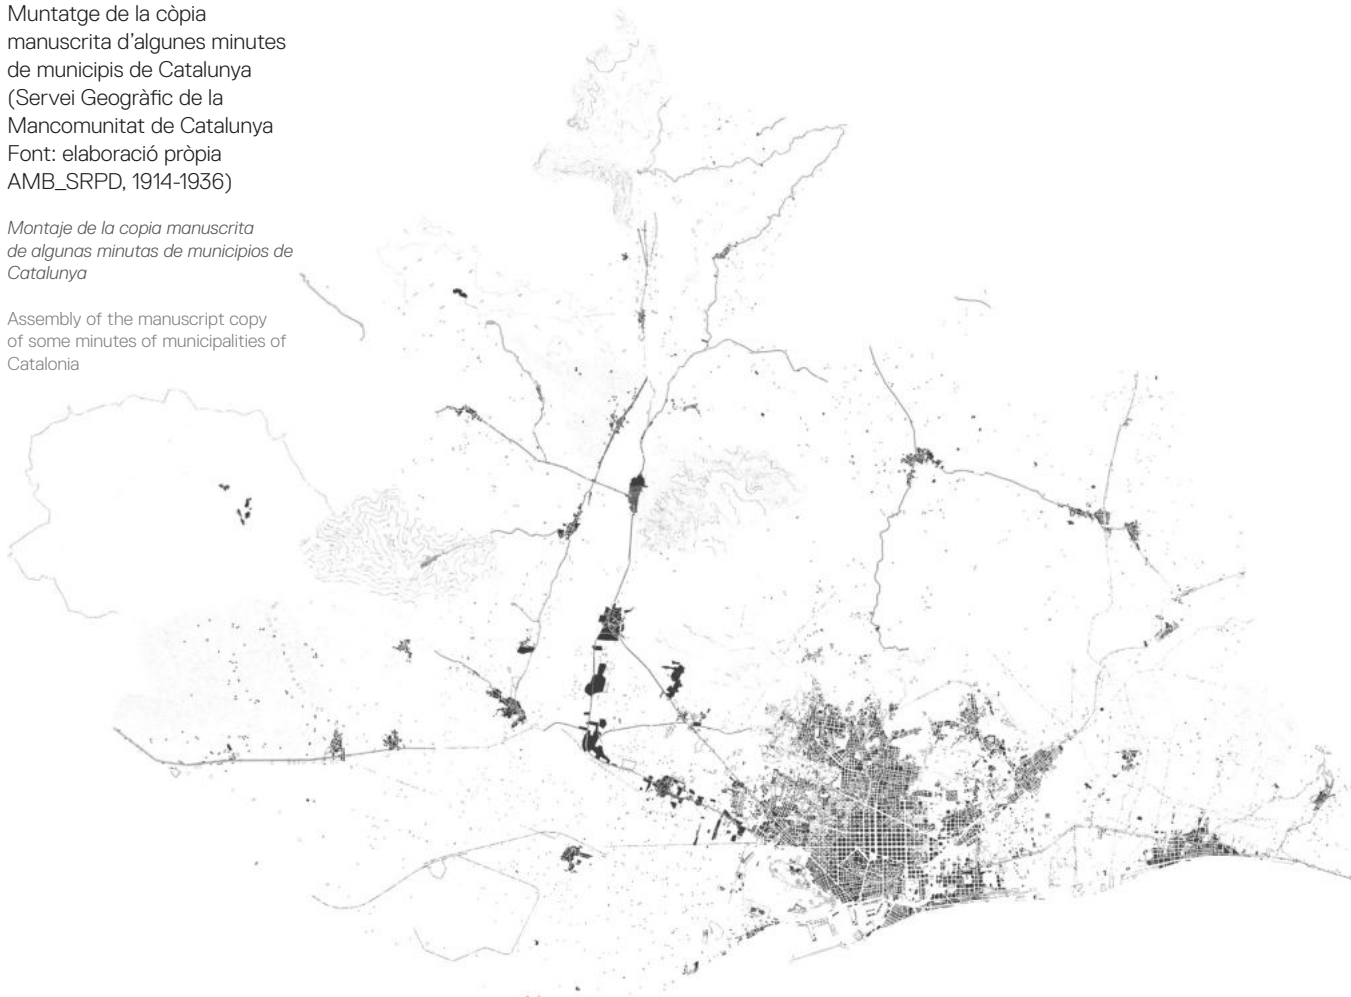 Muntatge de la còpia
manuscrita d’algunes minutes
de municipis de Catalunya
(Servei Geogràfic de la
Mancomunitat de Catalunya
Font: elaboració pròpia
AMB_SRPD, 1914-1936)
Montaje de la copia manuscrita
de algunas minutas de municipios de
Catalunya
Assembly of the manuscript copy
of some minutes of municipalities of
Catalonia